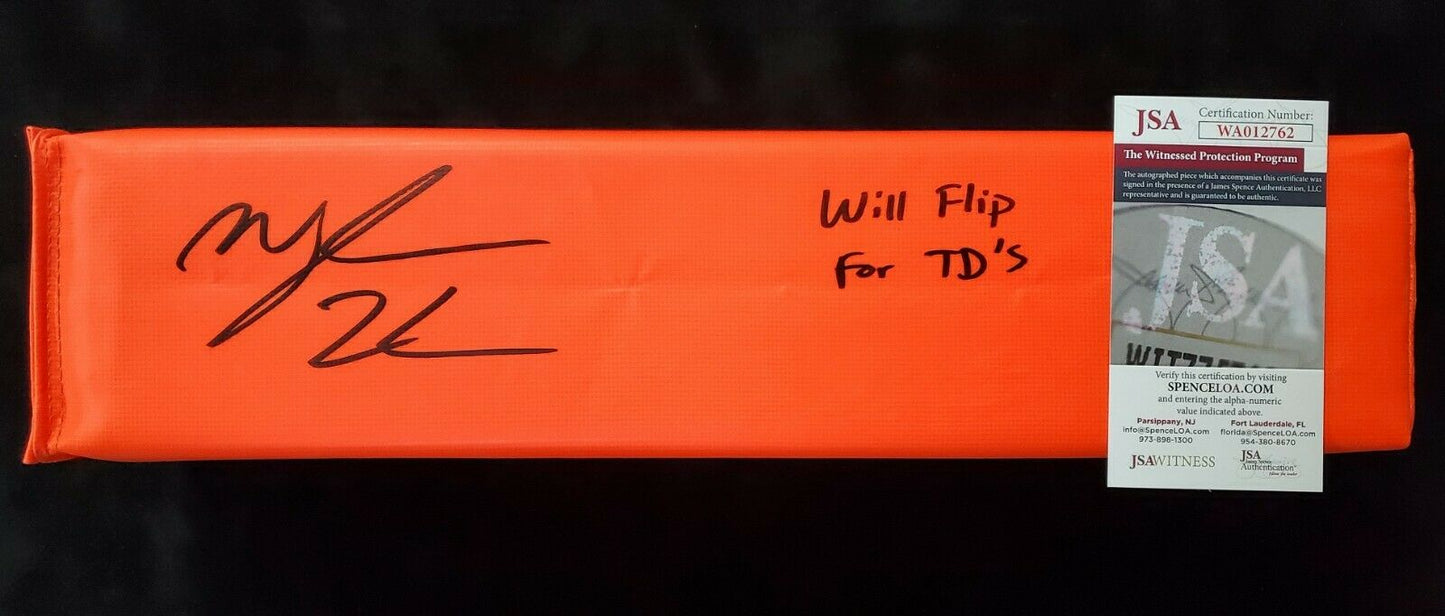 Will Flip
For TD's
JSA
Certification Number:
WA012762
The Witnessed Protection Program
The autographed piece which accompanies this certificate was
signed in the presence of a James Spence Authentication, LLC
representative and is guaranteed to be authentic.
JSA
Verify this certification by visiting
SPENCELOA.COM
and entering the alpha-numeric
value indicated above.
Parsippany, NJ
info@SpenceLOA.com
973-898-1300
Fort Lauderdale, FL
florida@SpenceLOA.com
954-380-8670
JSAWITNESS
JSA
James Spence
Authentication